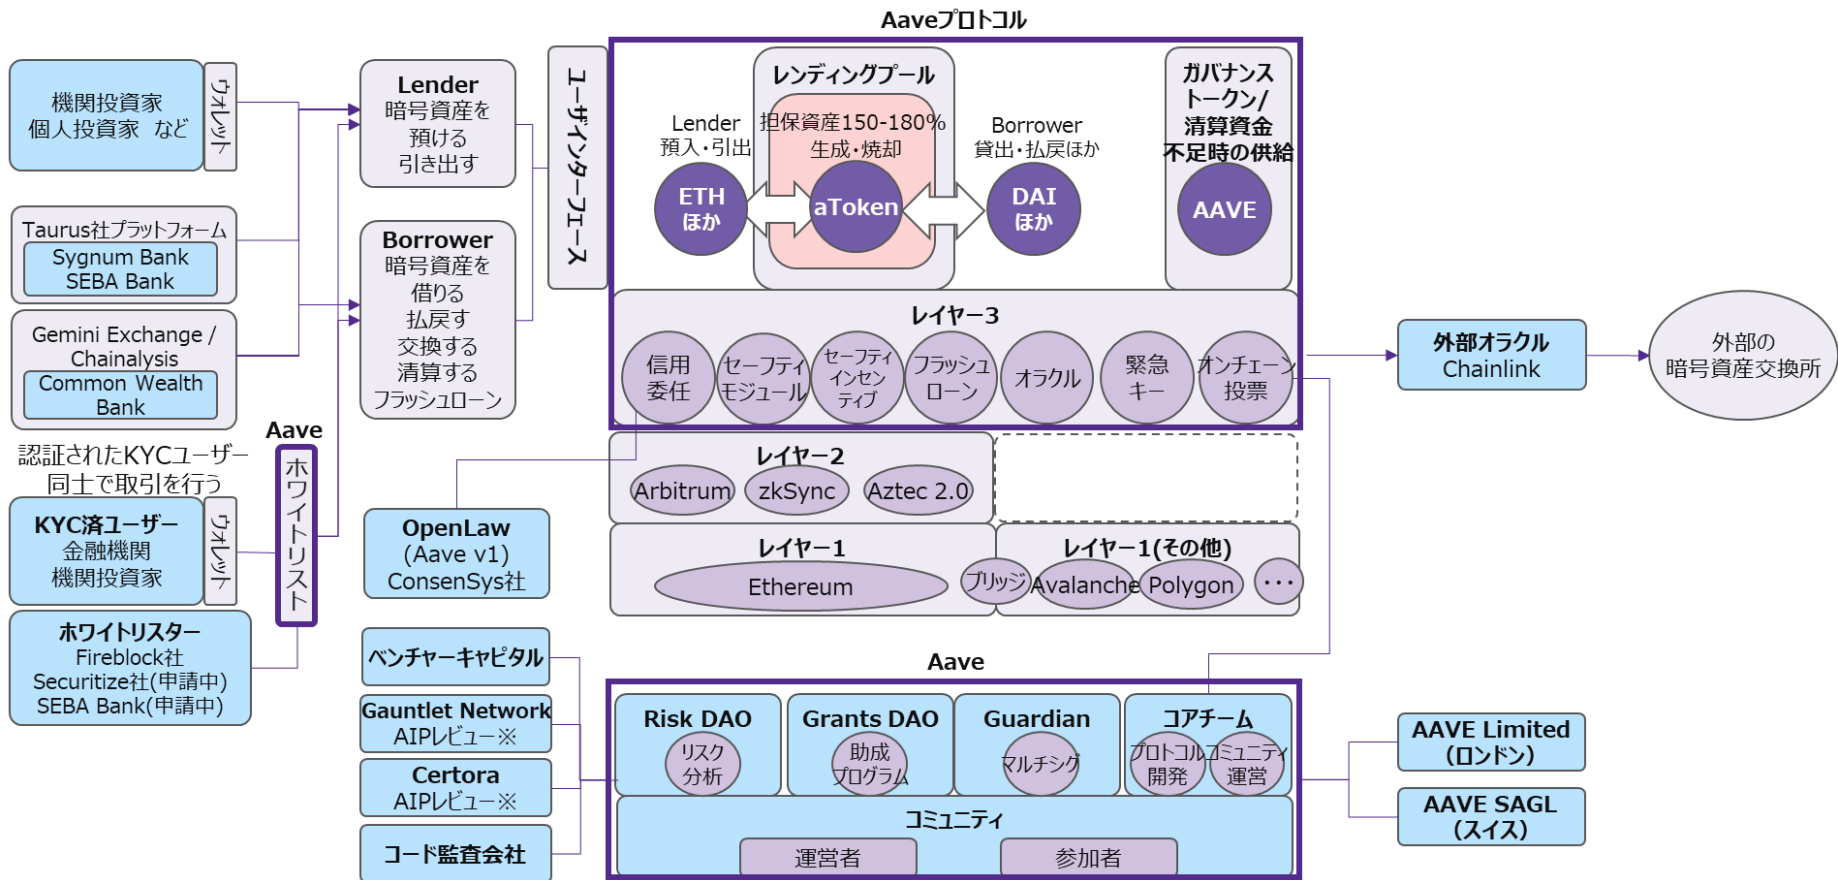 Aaveプロトコル
機関投資家
個人投資家 など
ウォレット
Taurus社プラットフォーム
Sygnum Bank
SEBA Bank
Gemini Exchange /
Chainalysis
Common Wealth
Bank
認証されたKYCユーザー
同士で取引を行う
KYC済ユーザー
金融機関
機関投資家
ウォレット
ホワイトリスター
Fireblock社
Securitize社(申請中)
SEBA Bank(申請中)
Aave
ホワイトリスト
Lender
暗号資産を
預ける
引き出す
Borrower
暗号資産を
借りる
払戻す
交換する
清算する
フラッシュローン
ユーザインターフェース
レンディングプール
担保資産150-180%
生成・焼却
aToken
Lender
預入・引出
ETH
ほか
Borrower
貸出・払戻ほか
DAI
ほか
ガバナンス
トークン/
清算資金
不足時の供給
AAVE
レイヤー3
信用
委任
セーフティ
モジュール
セーフティ
インセン
ティブ
フラッシュ
ローン
オラクル
緊急
キー
オンチェーン
投票
外部オラクル
Chainlink
外部の
暗号資産交換所
レイヤー2
Arbitrum
zkSync
Aztec 2.0
レイヤー1
Ethereum
ブリッジ
レイヤー1(その他)
Avalanche
Polygon
・・・
OpenLaw
(Aave v1)
ConsenSys社
ベンチャーキャピタル
Gauntlet Network
AIPレビュー※
Certora
AIPレビュー※
コード監査会社
Aave
Risk DAO
リスク
分析
Grants DAO
助成
プログラム
Guardian
マルチシグ
コアチーム
プロトコル
開発
コミュニティ
運営
コミュニティ
運営者
参加者
AAVE Limited
（ロンドン）
AAVE SAGL
（スイス）